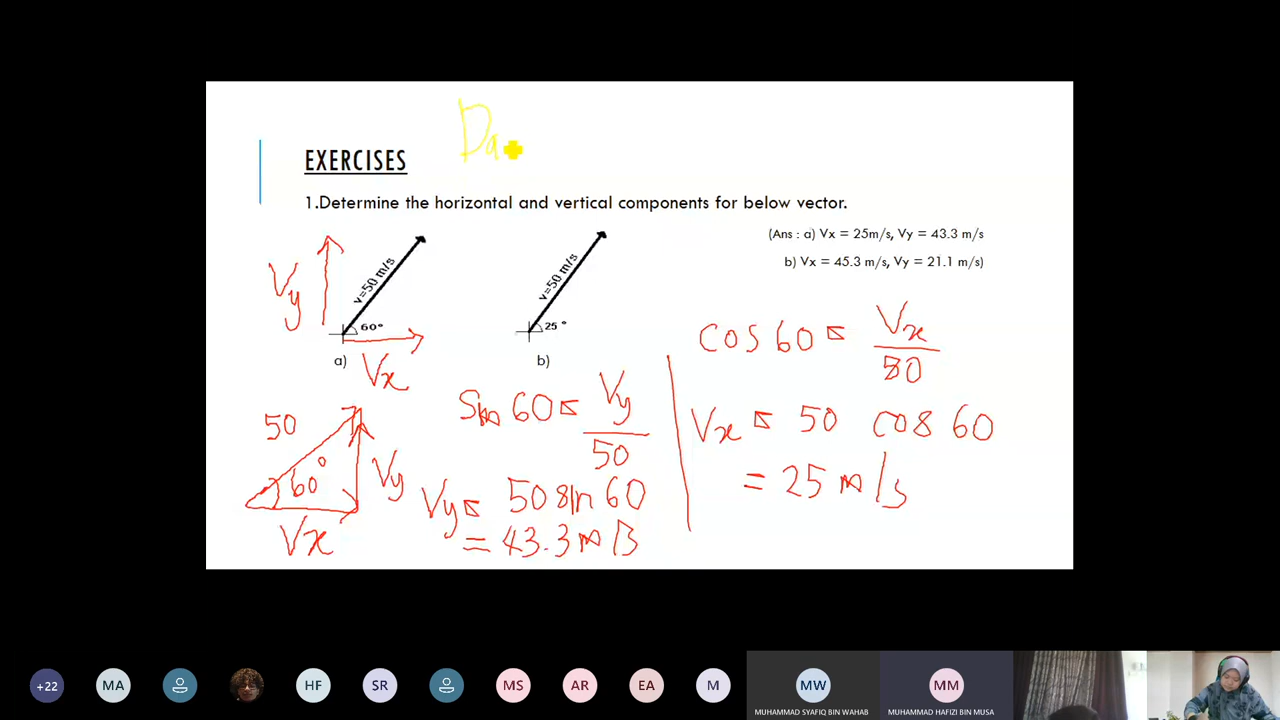 Da
EXERCISES
1.Determine the horizontal and vertical components for below vector.
(Ans : a) Vx = 25m/s, Vy = 43.3 m/s
b) Vx = 45.3 m/s, Vy = 21.1 m/s)
Vy
v=50 m/s
60°
Vx
a)
v=50 m/s
25 °
b)
50
60°
Vy
Vx
Sin 60 = Vy
50
Vy = 50 sin 60
= 43.3 m/s
cos 60 = Vx
50
Vx = 50 cos 60
= 25 m/s
+22
MA
HF
SR
MS
AR
EA
M
MW
MUHAMMAD SYAFIQ BIN WAHAB
MM
MUHAMMAD HAFIZI BIN MUSA